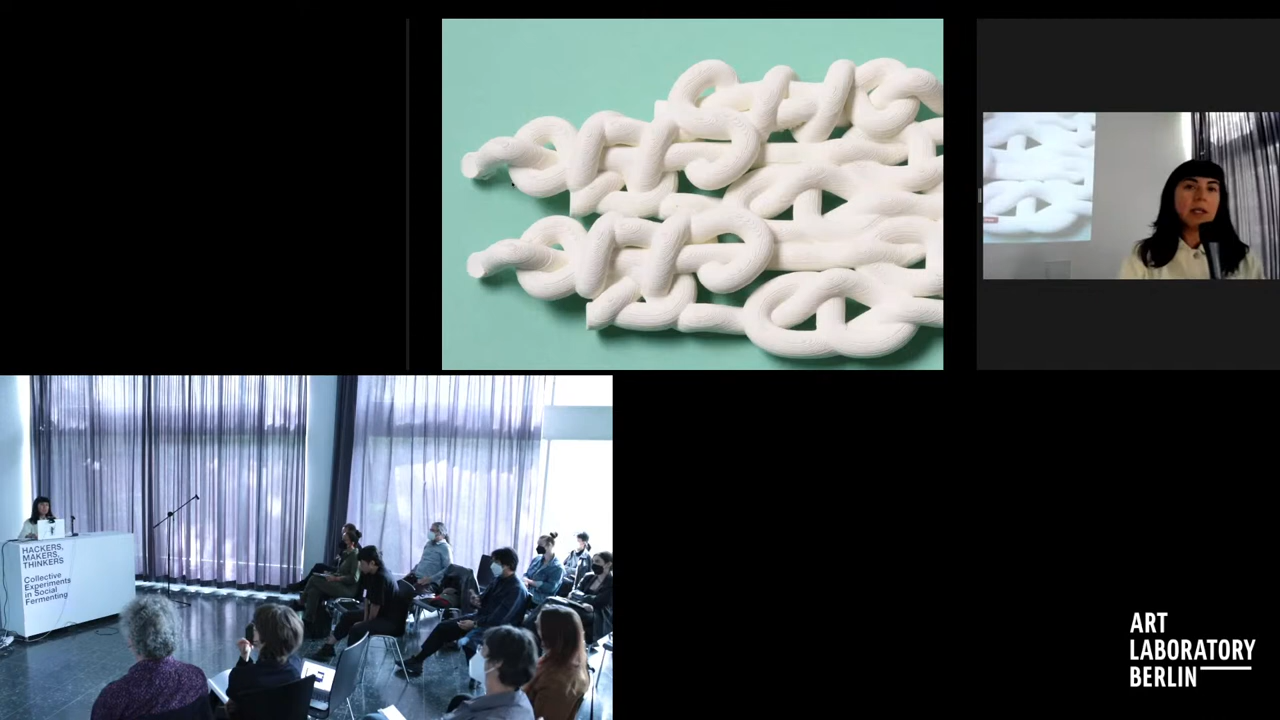 HACKERS,
MAKERS,
THINKERS
Collective
Experiments
in Social
Fermenting
ART
LABORATORY
BERLIN